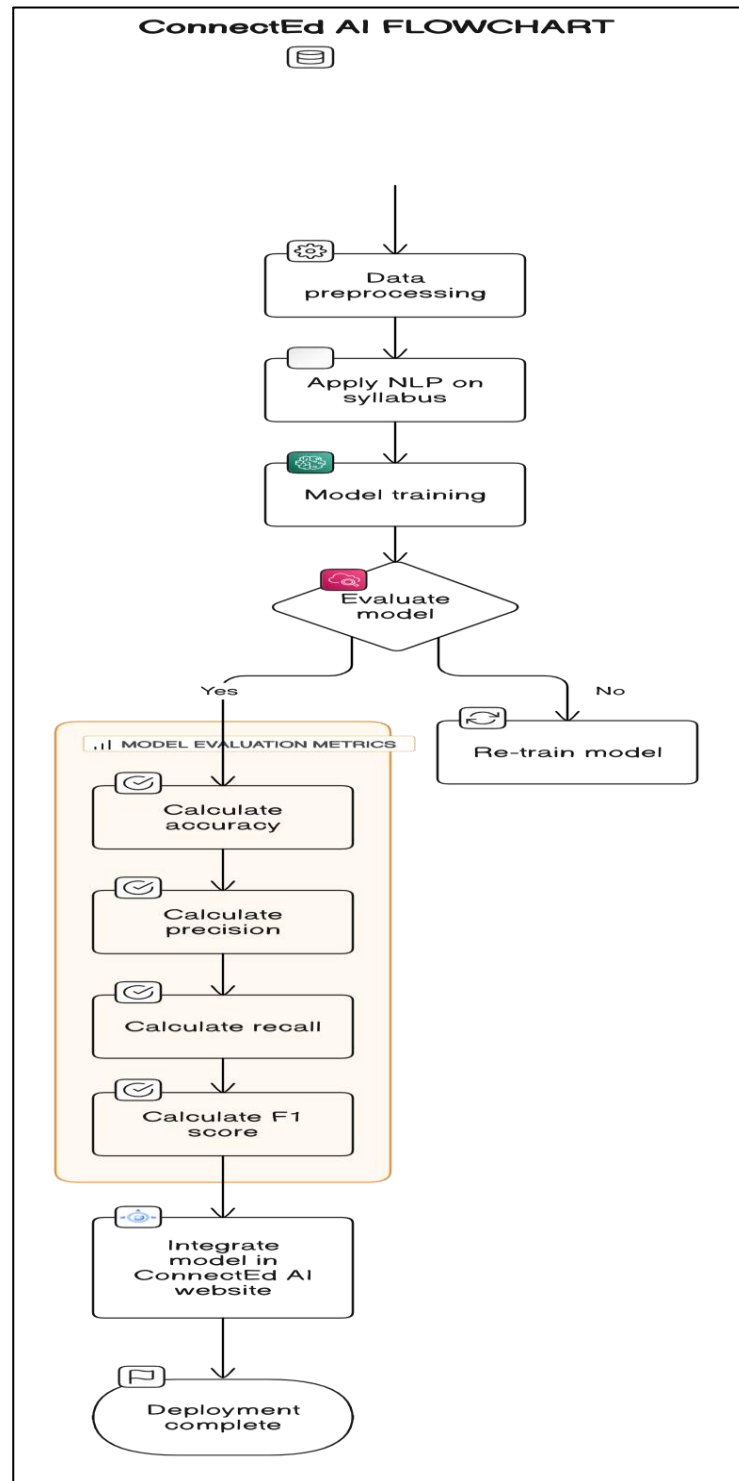 ConnectEd AI FLOWCHART
Data
preprocessing
Apply NLP on
syllabus
Model training
Evaluate
model
Yes
No
MODEL EVALUATION METRICS
Re-train model
Calculate
accuracy
Calculate
precision
Calculate recall
Calculate F1
score
Integrate
model in
ConnectEd AI
website
Deployment
complete